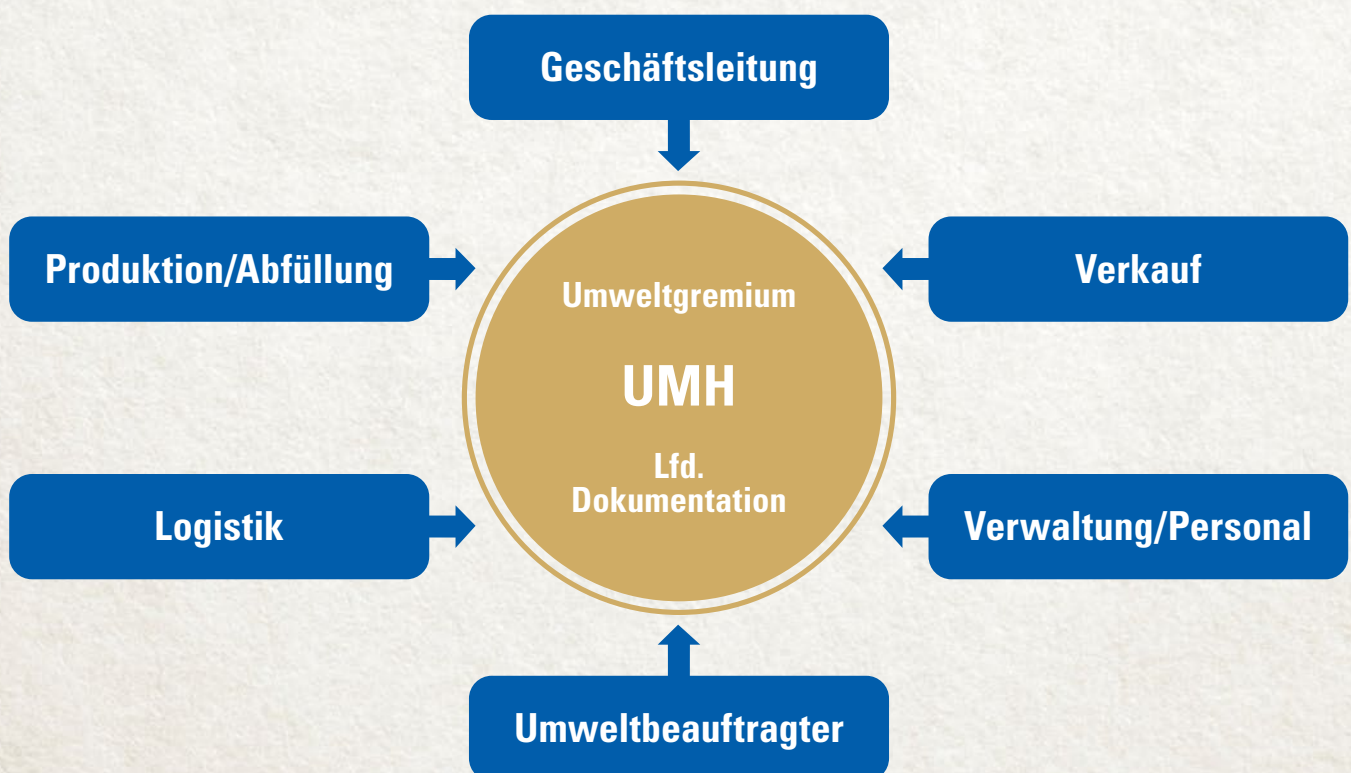 Geschäftsleitung
Produktion/Abfüllung
Verkauf
Umweltgremium
UMH
Lfd.
Dokumentation
Logistik
Verwaltung/Personal
Umweltbeauftragter